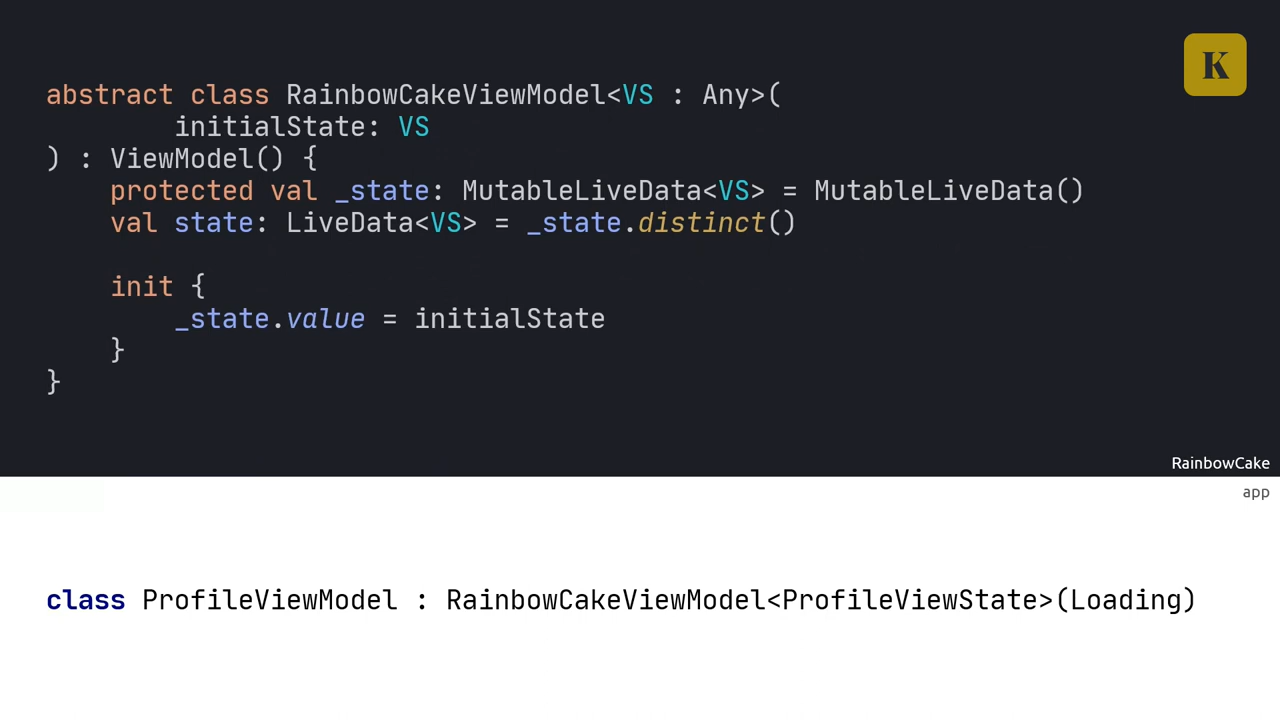 K
abstract class RainbowCakeViewModel<VS : Any>(
        initialState: VS
) : ViewModel() {
    protected val _state: MutableLiveData<VS> = MutableLiveData()
    val state: LiveData<VS> = _state.distinct()

    init {
        _state.value = initialState
    }
}
RainbowCake
app
class ProfileViewModel : RainbowCakeViewModel<ProfileViewState>(Loading)